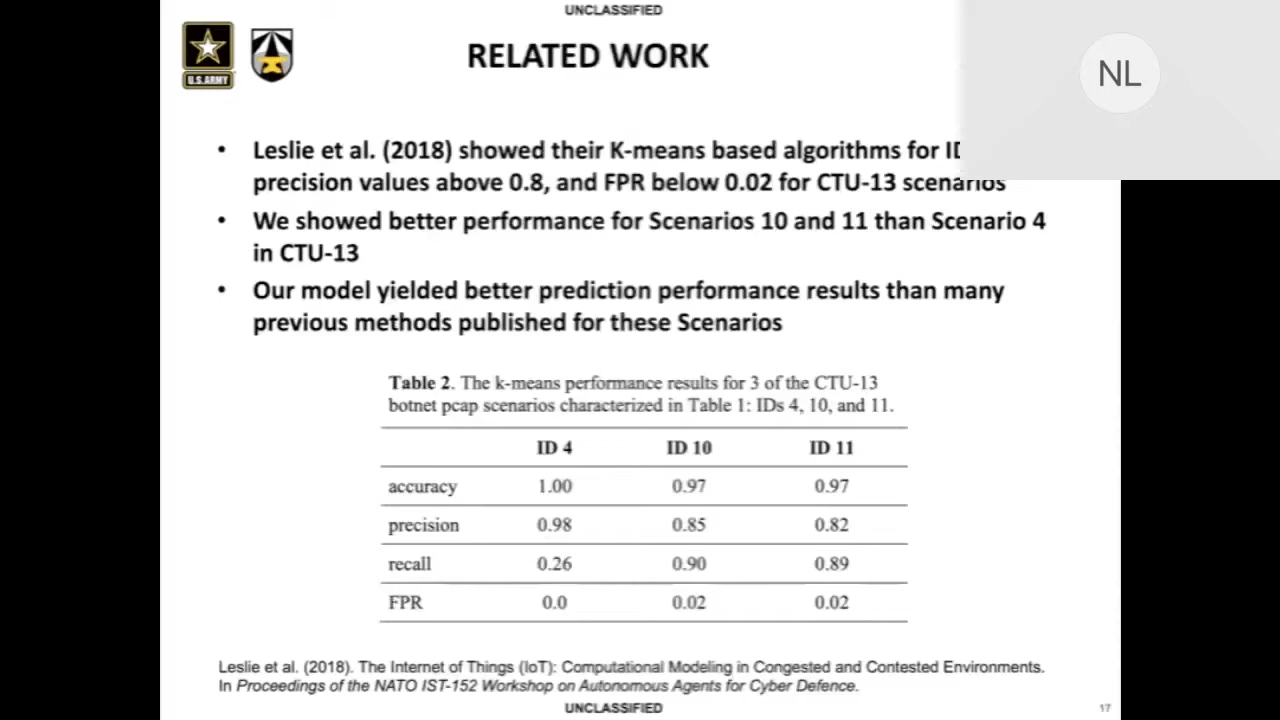 UNCLASSIFIED
U.S.ARMY
RELATED WORK
NL
• Leslie et al. (2018) showed their K-means based algorithms for
precision values above 0.8, and FPR below 0.02 for CTU-13 scenarios
• We showed better performance for Scenarios 10 and 11 than Scenario 4
in CTU-13
• Our model yielded better prediction performance results than many
previous methods published for these Scenarios
Table 2. The k-means performance results for 3 of the CTU-13
botnet pcap scenarios characterized in Table 1: IDs 4, 10, and 11.
ID 4 ID 10 ID 11
accuracy 1.00 0.97 0.97
precision 0.98 0.85 0.82
recall 0.26 0.90 0.89
FPR 0.0 0.02 0.02
Leslie et al. (2018). The Internet of Things (IoT): Computational Modeling in Congested and Contested Environments.
In Proceedings of the NATO IST-152 Workshop on Autonomous Agents for Cyber Defence.
UNCLASSIFIED
17